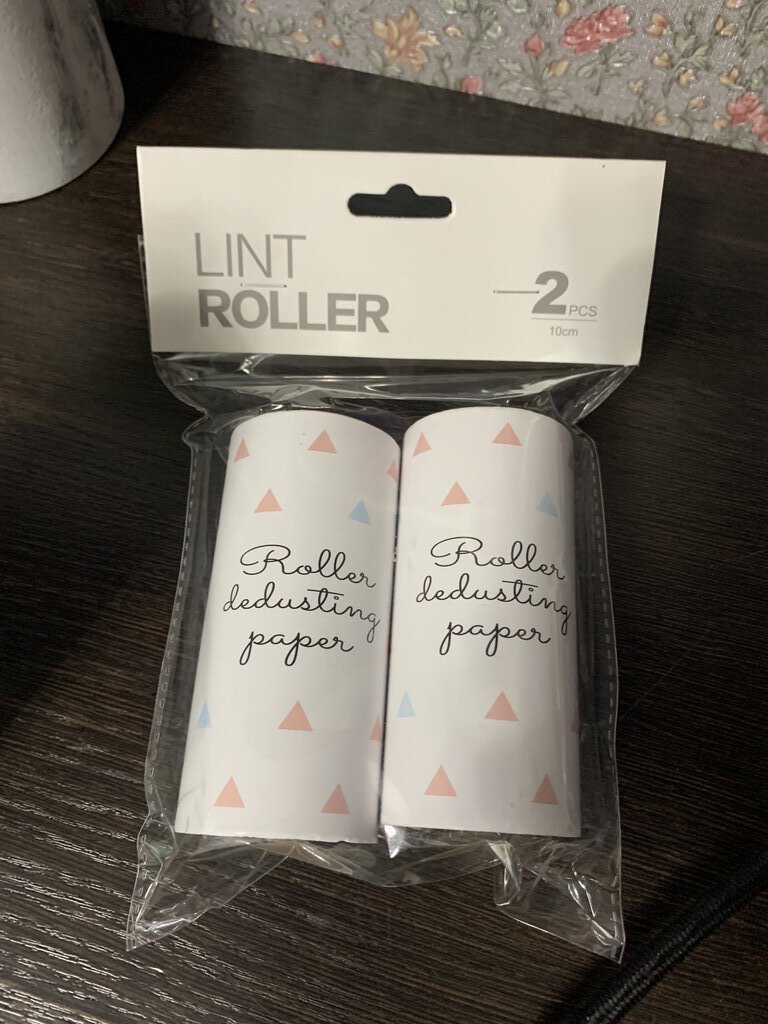 LINT
ROLLER
2 PCS
10cm
Roller
dedusting
paper
Roller
dedusting
paper